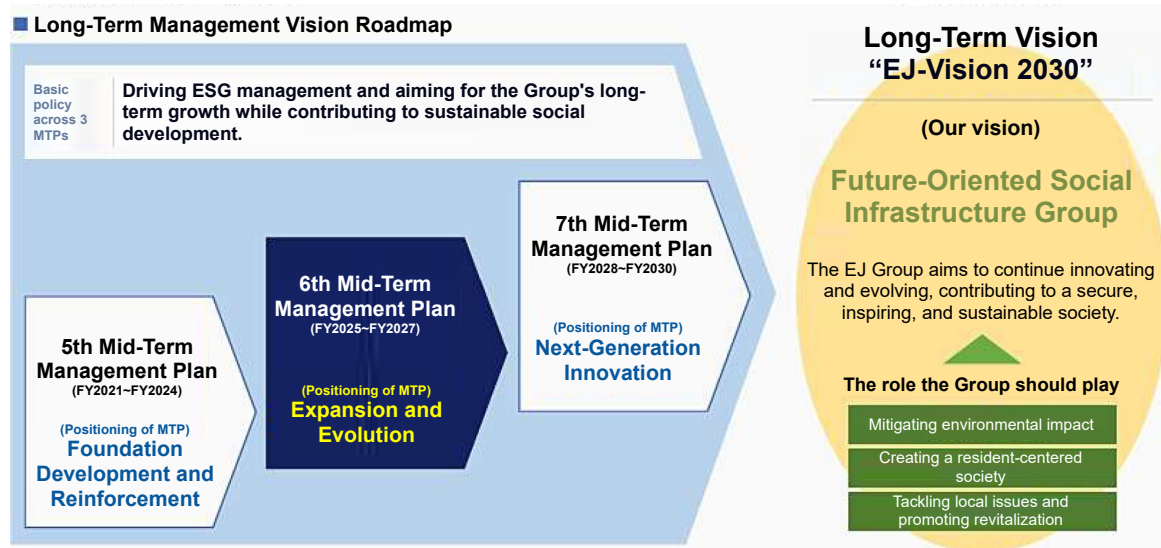 Long-Term Management Vision Roadmap
Basic
policy
across 3
MTPs
Driving ESG management and aiming for the Group's long-
term growth while contributing to sustainable social
development.
5th Mid-Term
Management Plan
(FY2021~FY2024)
(Positioning of MTP)
Foundation
Development and
Reinforcement
6th Mid-Term
Management Plan
(FY2025~FY2027)
(Positioning of MTP)
Expansion and
Evolution
7th Mid-Term
Management Plan
(FY2028~FY2030)
(Positioning of MTP)
Next-Generation
Innovation
Long-Term Vision
“EJ-Vision 2030”
(Our vision)
Future-Oriented Social
Infrastructure Group
The EJ Group aims to continue innovating
and evolving, contributing to a secure,
inspiring, and sustainable society.
The role the Group should play
Mitigating environmental impact
Creating a resident-centered
society
Tackling local issues and
promoting revitalization